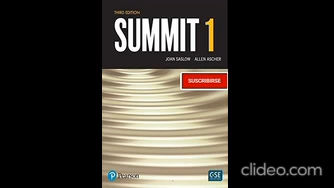 THIRD EDITION
SUMMIT 1
JOAN SASLOW ALLEN ASCHER
SUSCRIBIRSE
Pearson
GSE
clideo.com